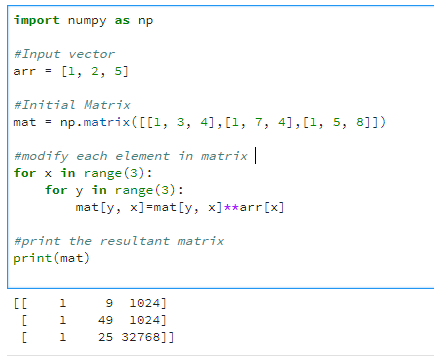 import numpy as np
#Input vector
arr = [1, 2, 5]
#Initial Matrix
mat = np.matrix([[1, 3, 4],[1, 7, 4],[1, 5, 8]])
#modify each element in matrix
for x in range(3):
    for y in range(3):
        mat[y, x]=mat[y, x]**arr[x]
#print the resultant matrix
print(mat)
[[    1     9  1024]
 [    1    49  1024]
 [    1    25 32768]]